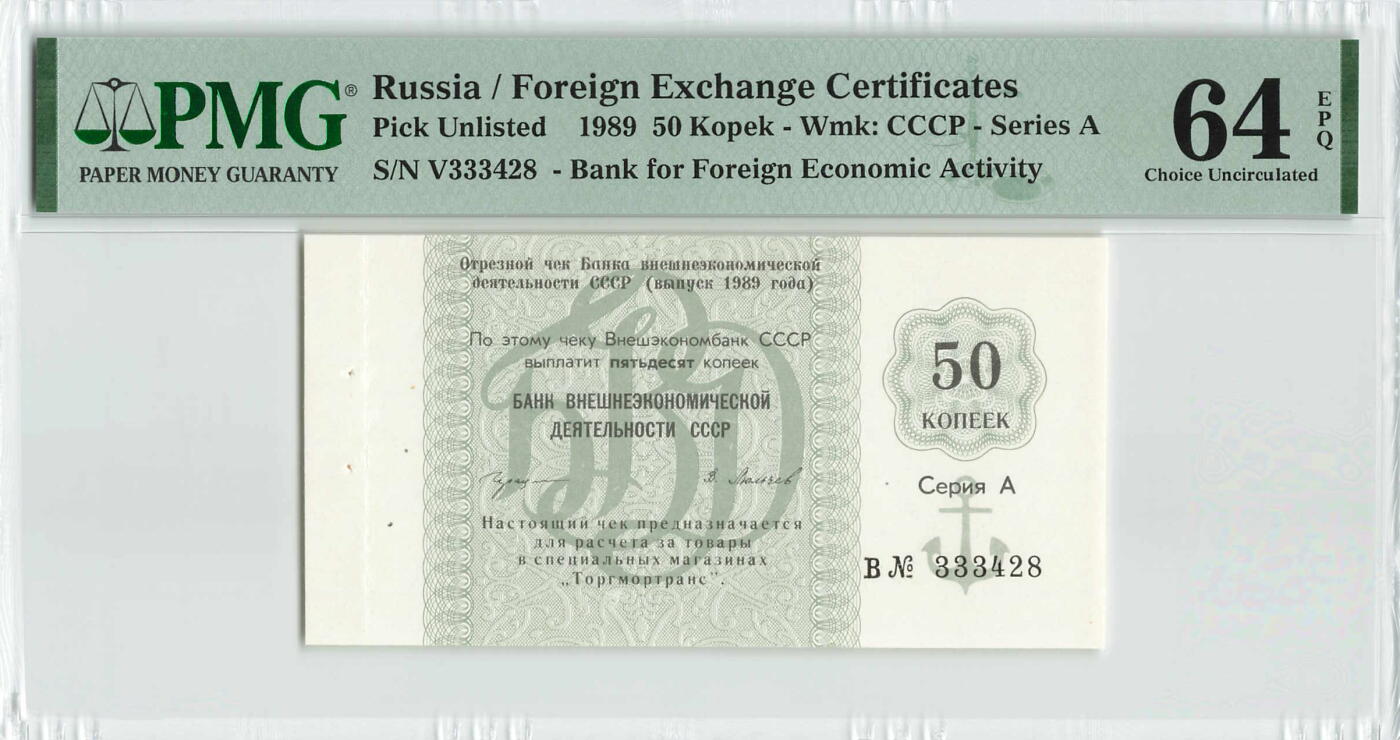 PMG®
PAPER MONEY GUARANTY
Russia / Foreign Exchange Certificates
Pick Unlisted 1989 50 Kopek - Wmk: CCCP - Series A
S/N V333428 - Bank for Foreign Economic Activity
64
EPQ
Choice Uncirculated
Отрезной чек Банка внешнеэкономической
деятельности СССР (выпуск 1989 года)
По этому чеку Внешэкономбанк СССР
выплатит пятьдесят копеек
БАНК ВНЕШНЕЭКОНОМИЧЕСКОЙ
ДЕЯТЕЛЬНОСТИ СССР
Настоящий чек предназначается
для расчета за товары
в специальных магазинах
„Торгмортранс".
50
КОПЕЕК
Серия А
В № 333428